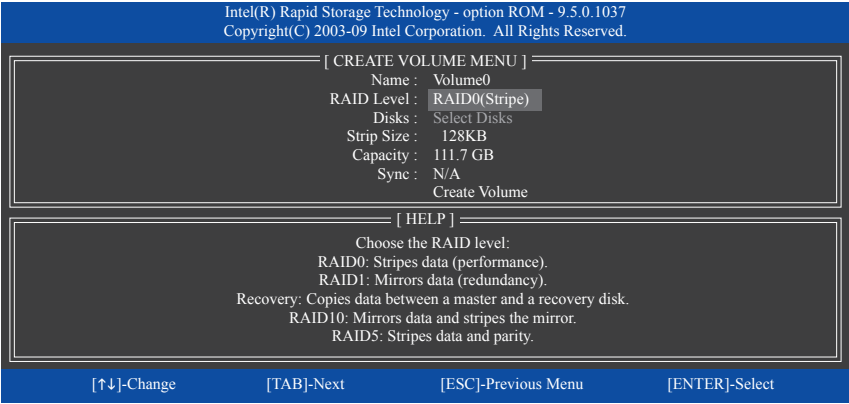 Intel(R) Rapid Storage Technology - option ROM - 9.5.0.1037
Copyright(C) 2003-09 Intel Corporation. All Rights Reserved.
[ CREATE VOLUME MENU ]
Name : Volume0
RAID Level : RAID0(Stripe)
Disks : Select Disks
Strip Size : 128KB
Capacity : 111.7 GB
Sync : N/A
Create Volume
[ HELP ]
Choose the RAID level:
RAID0: Stripes data (performance).
RAID1: Mirrors data (redundancy).
Recovery: Copies data between a master and a recovery disk.
RAID10: Mirrors data and stripes the mirror.
RAID5: Stripes data and parity.
[↑↓]-Change [TAB]-Next [ESC]-Previous Menu [ENTER]-Select